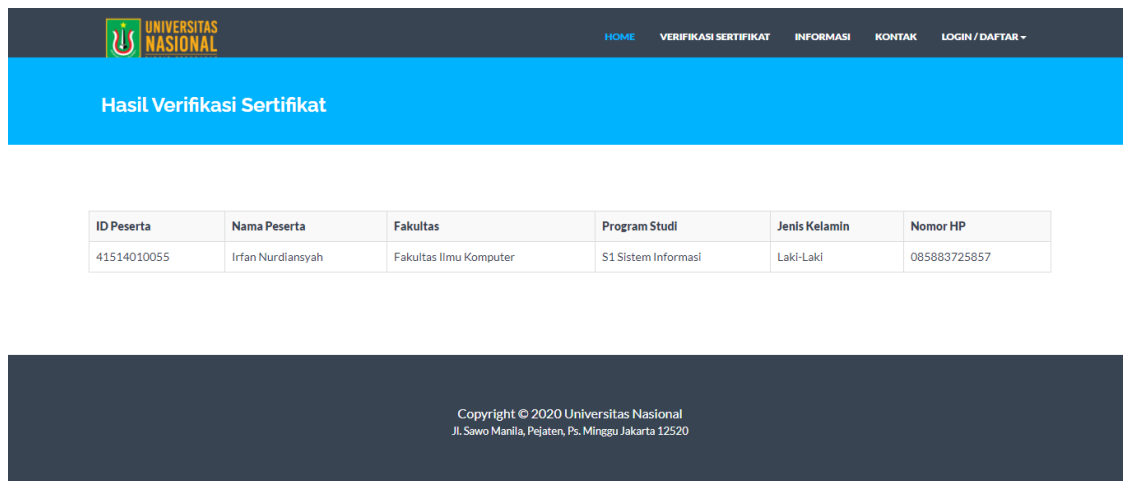 UNIVERSITAS
NASIONAL
HOME VERIFIKASI SERTIFIKAT INFORMASI KONTAK LOGIN / DAFTAR
Hasil Verifikasi Sertifikat
ID Peserta Nama Peserta Fakultas Program Studi Jenis Kelamin Nomor HP
41514010055 Irfan Nurdiansyah Fakultas Ilmu Komputer S1 Sistem Informasi Laki-Laki 085883725857
Copyright © 2020 Universitas Nasional
Jl. Sawo Manila, Pejaten, Ps. Minggu Jakarta 12520